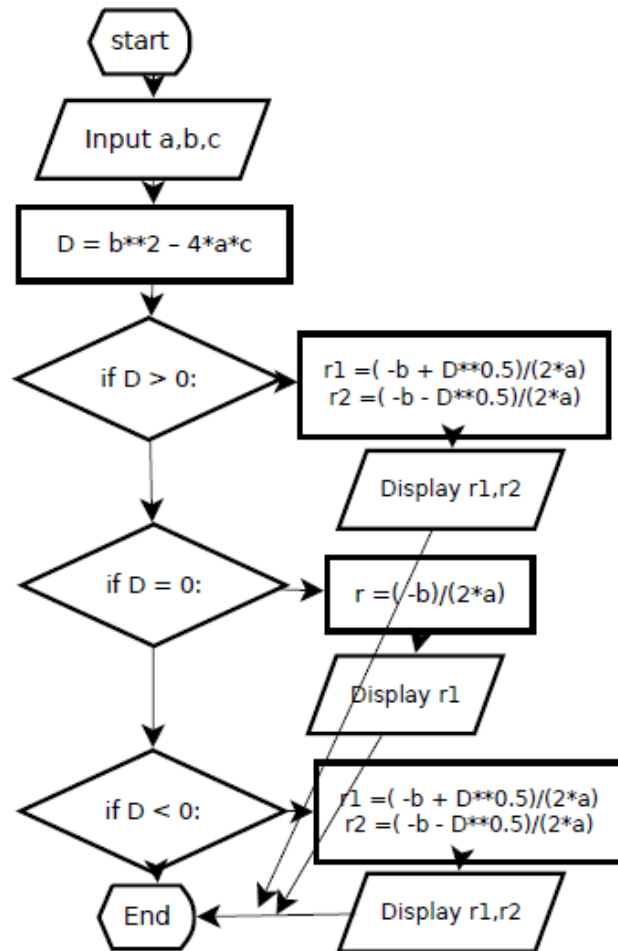 start
Input a,b,c
D = b**2 – 4*a*c
if D > 0:
r1 =( -b + D**0.5)/(2*a)
r2 =( -b - D**0.5)/(2*a)
Display r1,r2
if D = 0:
r =( -b)/(2*a)
Display r1
if D < 0:
r1 =( -b + D**0.5)/(2*a)
r2 =( -b - D**0.5)/(2*a)
Display r1,r2
End